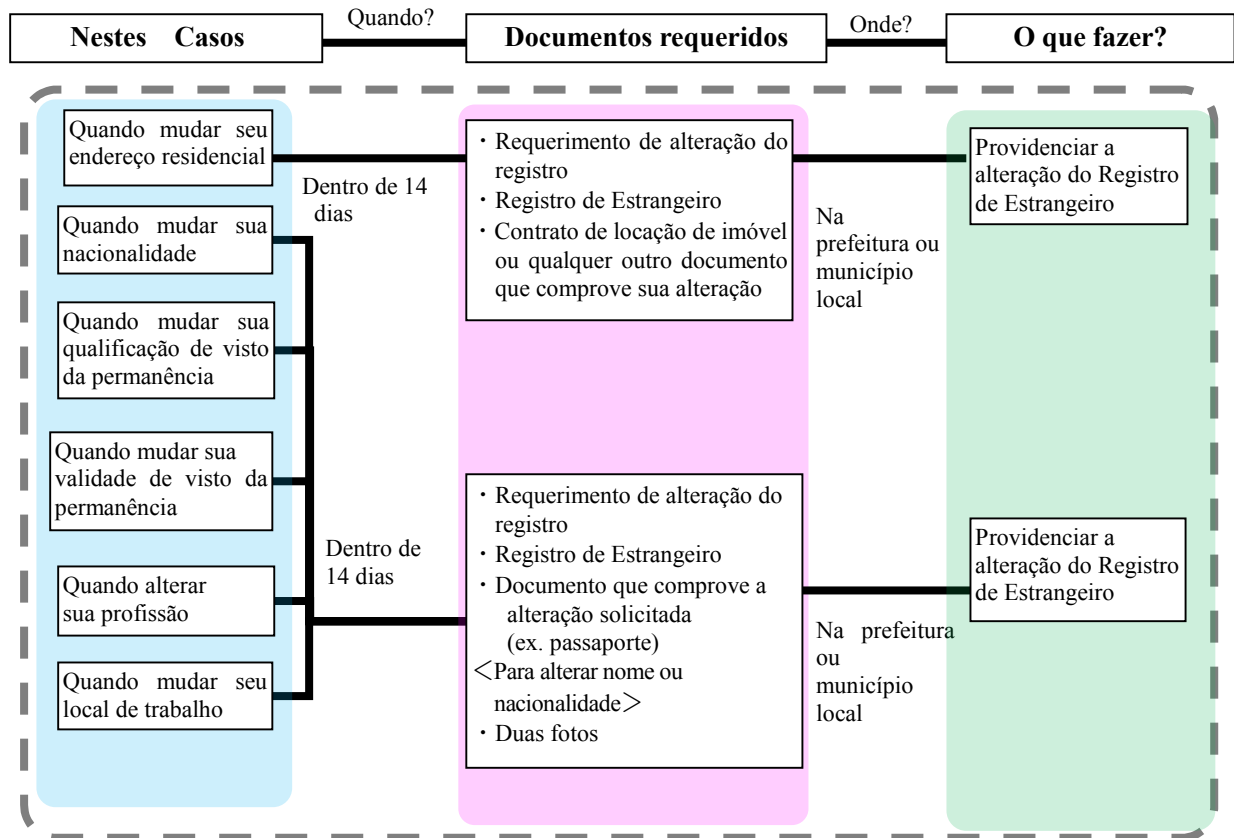 Nestes Casos
Quando?
Documentos requeridos
Onde?
O que fazer?
Quando mudar seu
endereço residencial
Dentro de 14
dias
・Requerimento de alteração do
registro
・Registro de Estrangeiro
・Contrato de locação de imóvel
ou qualquer outro documento
que comprove sua alteração
Na
prefeitura ou
município
local
Providenciar a
alteração do Registro
de Estrangeiro
Quando mudar sua
nacionalidade
Quando mudar sua
qualificação de visto
da permanência
Quando mudar sua
validade de visto da
permanência
Quando alterar
sua profissão
Quando mudar seu
local de trabalho
Dentro de
14 dias
・Requerimento de alteração do
registro
・Registro de Estrangeiro
・Documento que comprove a
alteração solicitada
(ex. passaporte)
＜Para alterar nome ou
nacionalidade＞
・Duas fotos
Na prefeitura
ou
município
local
Providenciar a
alteração do Registro
de Estrangeiro